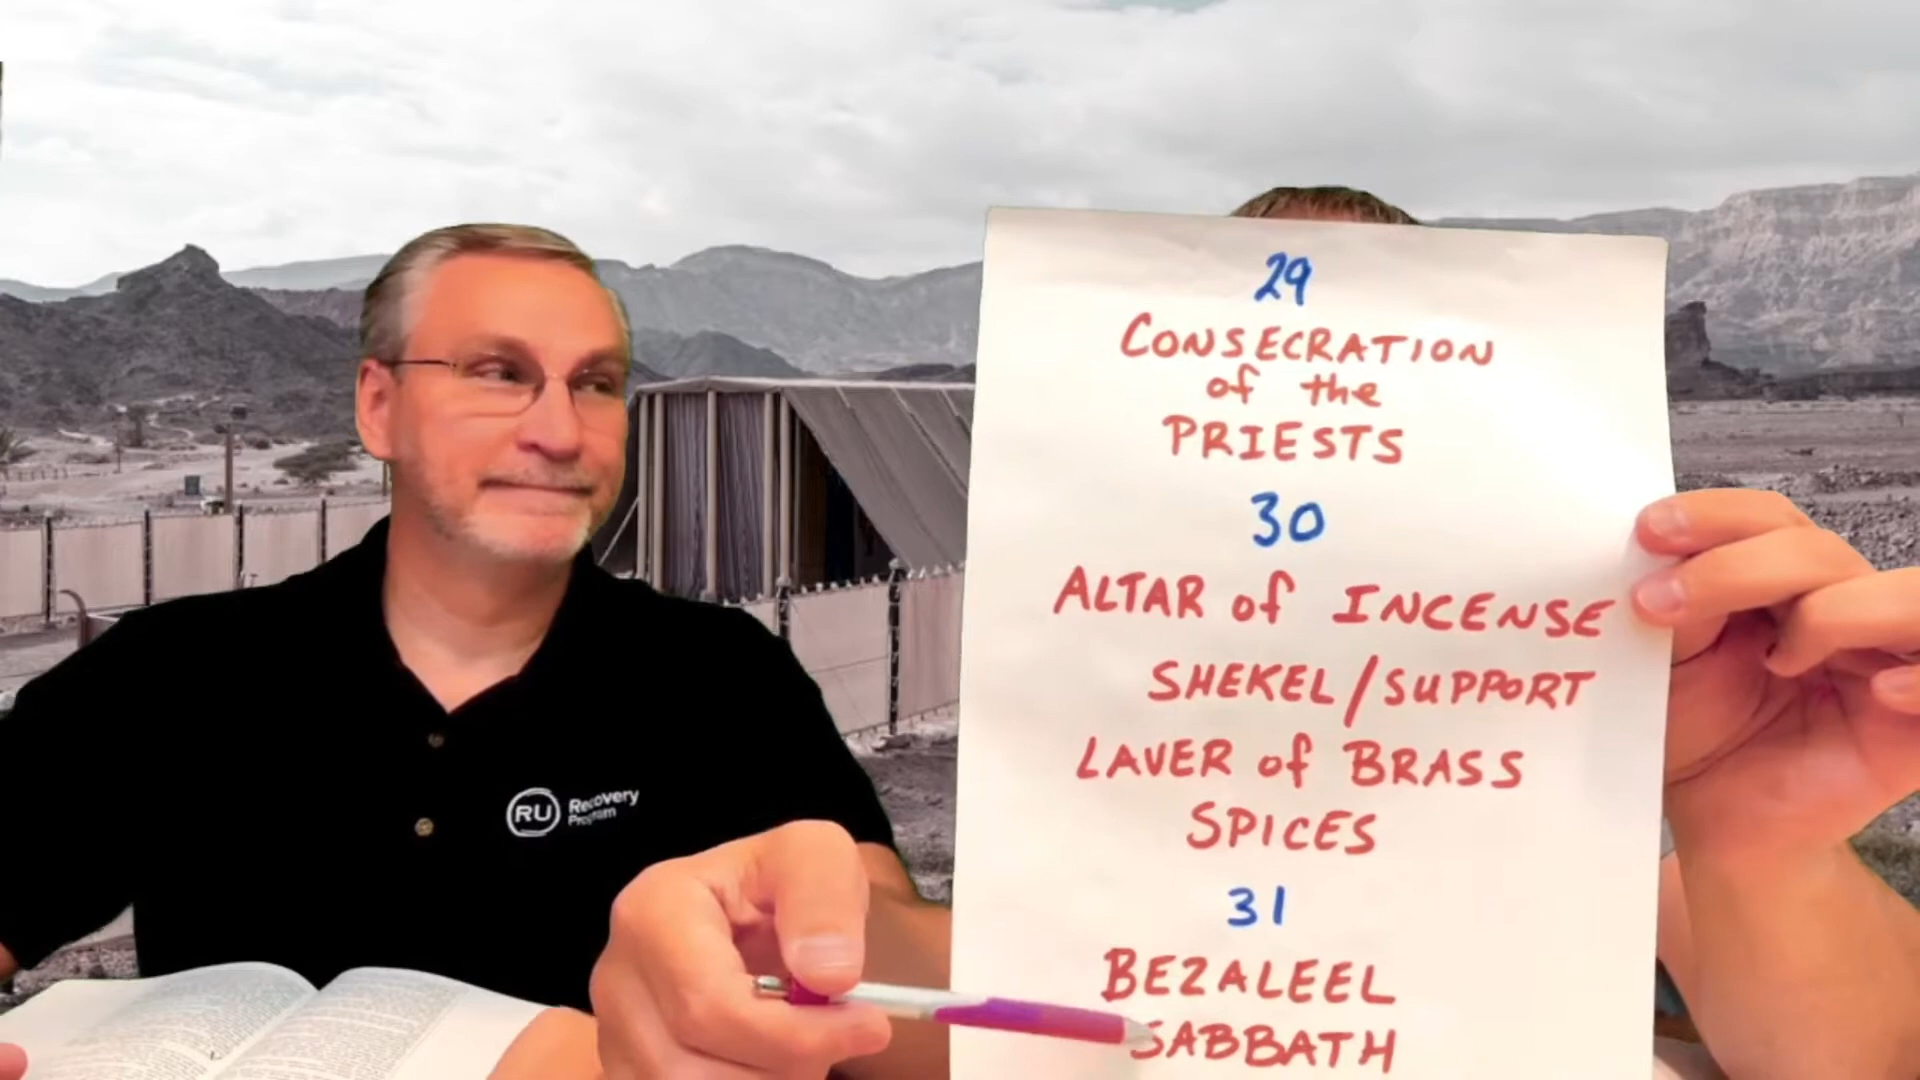 29
CONSECRATION
of the
PRIESTS
30
ALTAR of INCENSE
SHEKEL/SUPPORT
LAVER of BRASS
SPICES
31
BEZALEEL
SABBATH
RU
Recovery
Program